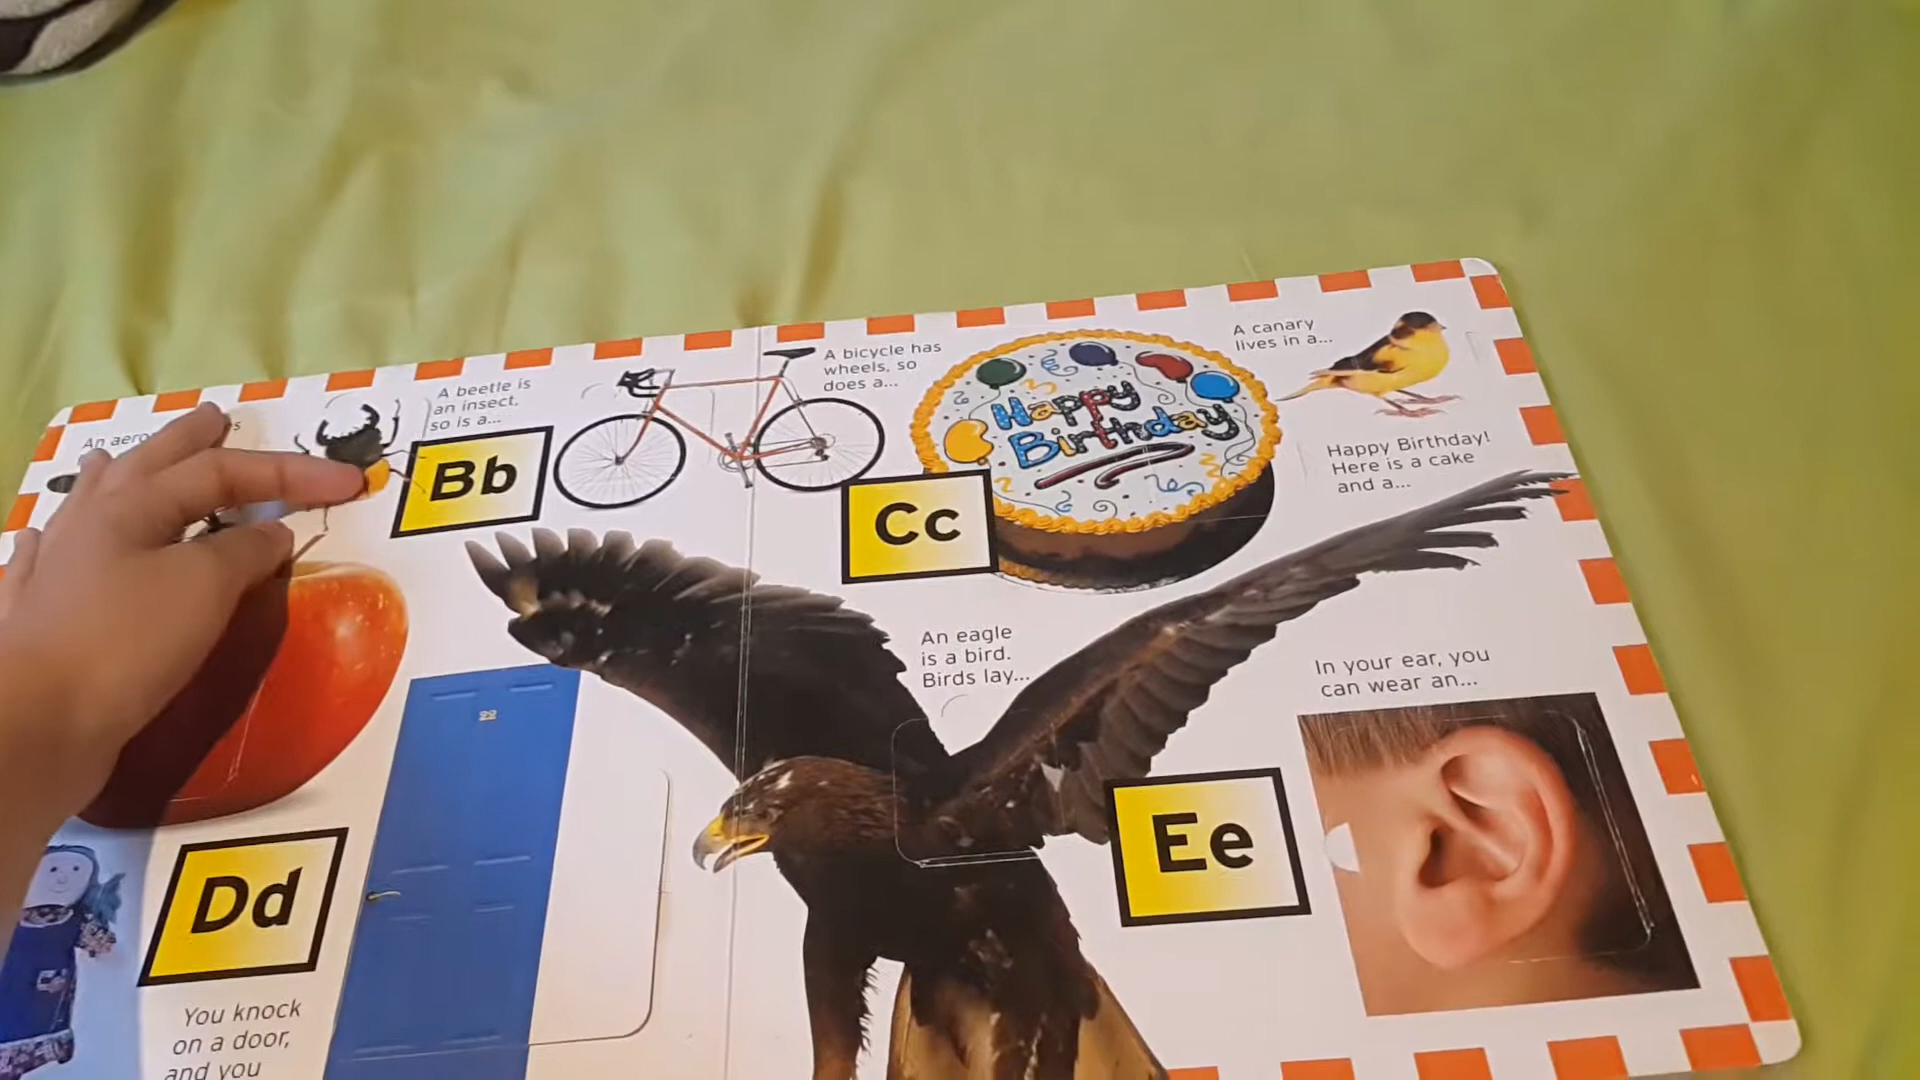 An
A beetle is
an insect,
so is a...
Bb
A bicycle has
wheels, so
does a...
Happy
Birthday
Cc
A canary
lives in a...
Happy Birthday!
Here is a cake
and a...
An eagle
is a bird.
Birds lay...
In your ear, you
can wear an...
Ee
Dd
22
You knock
on a door,
and you